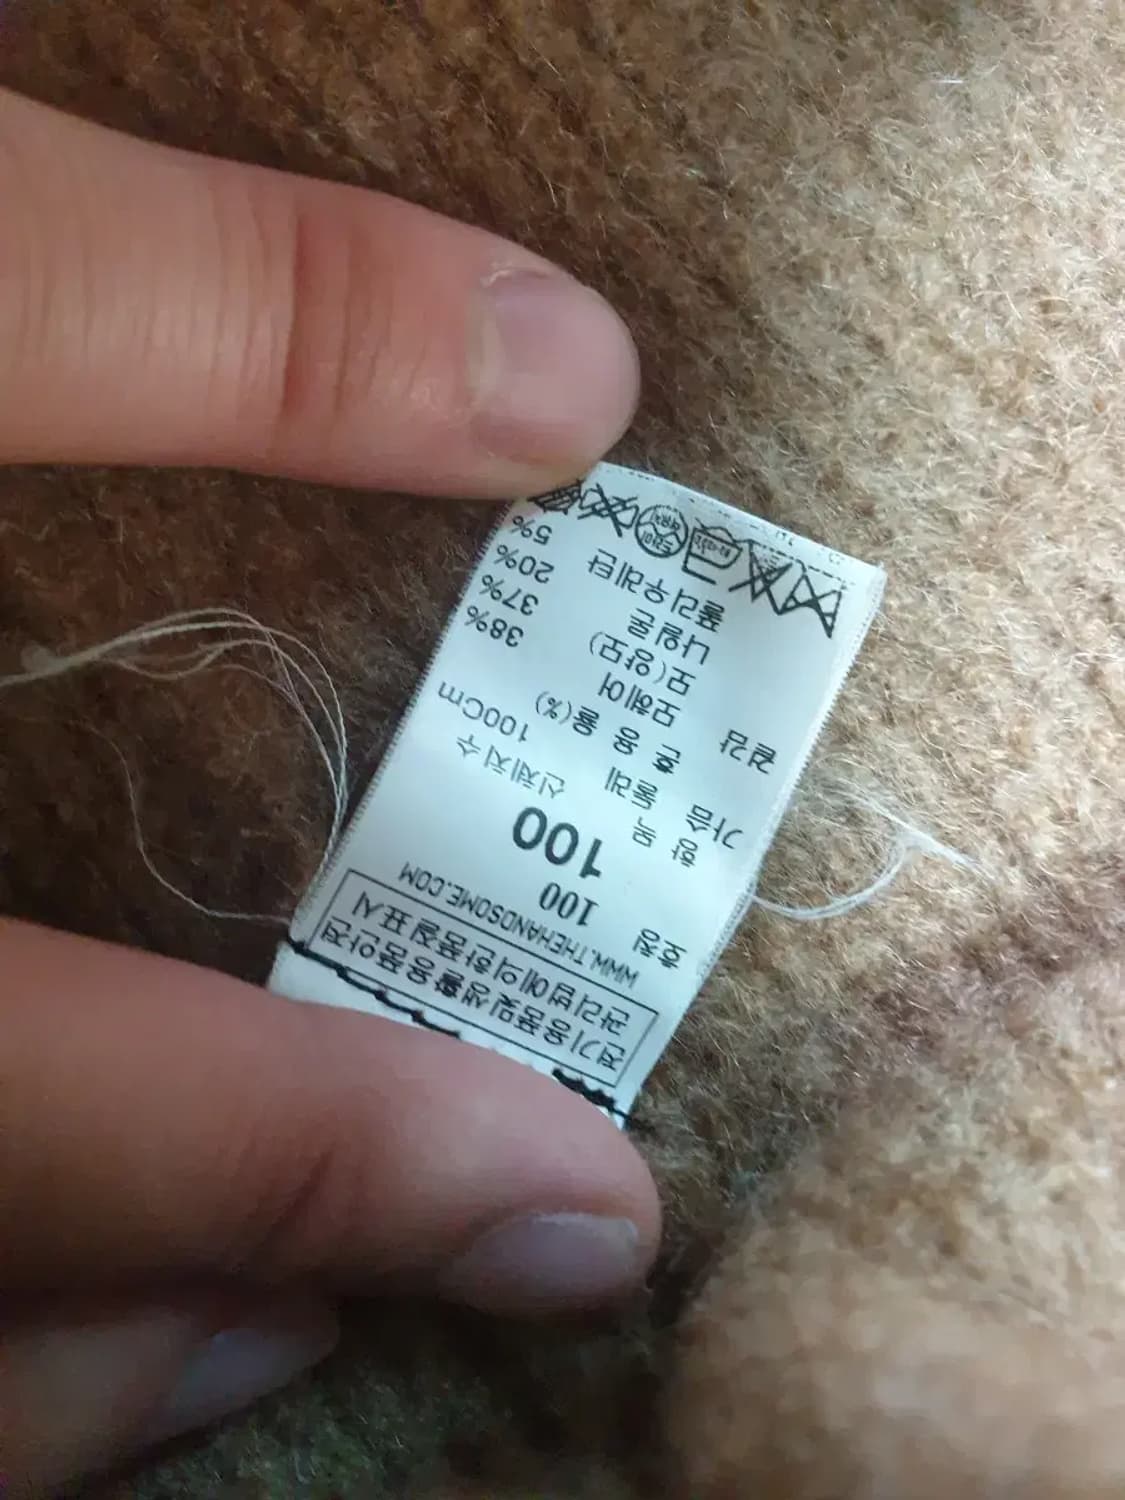 전기용품및생활용품안전
관리법에의한품질표시
WWW.THEHANDSOME.COM
호칭 100
100
항목 신체치수
가슴둘레 100Cm
혼용율(%)
겉감 모헤어 38%
모(양모) 37%
나일론 20%
폴리우레탄 5%